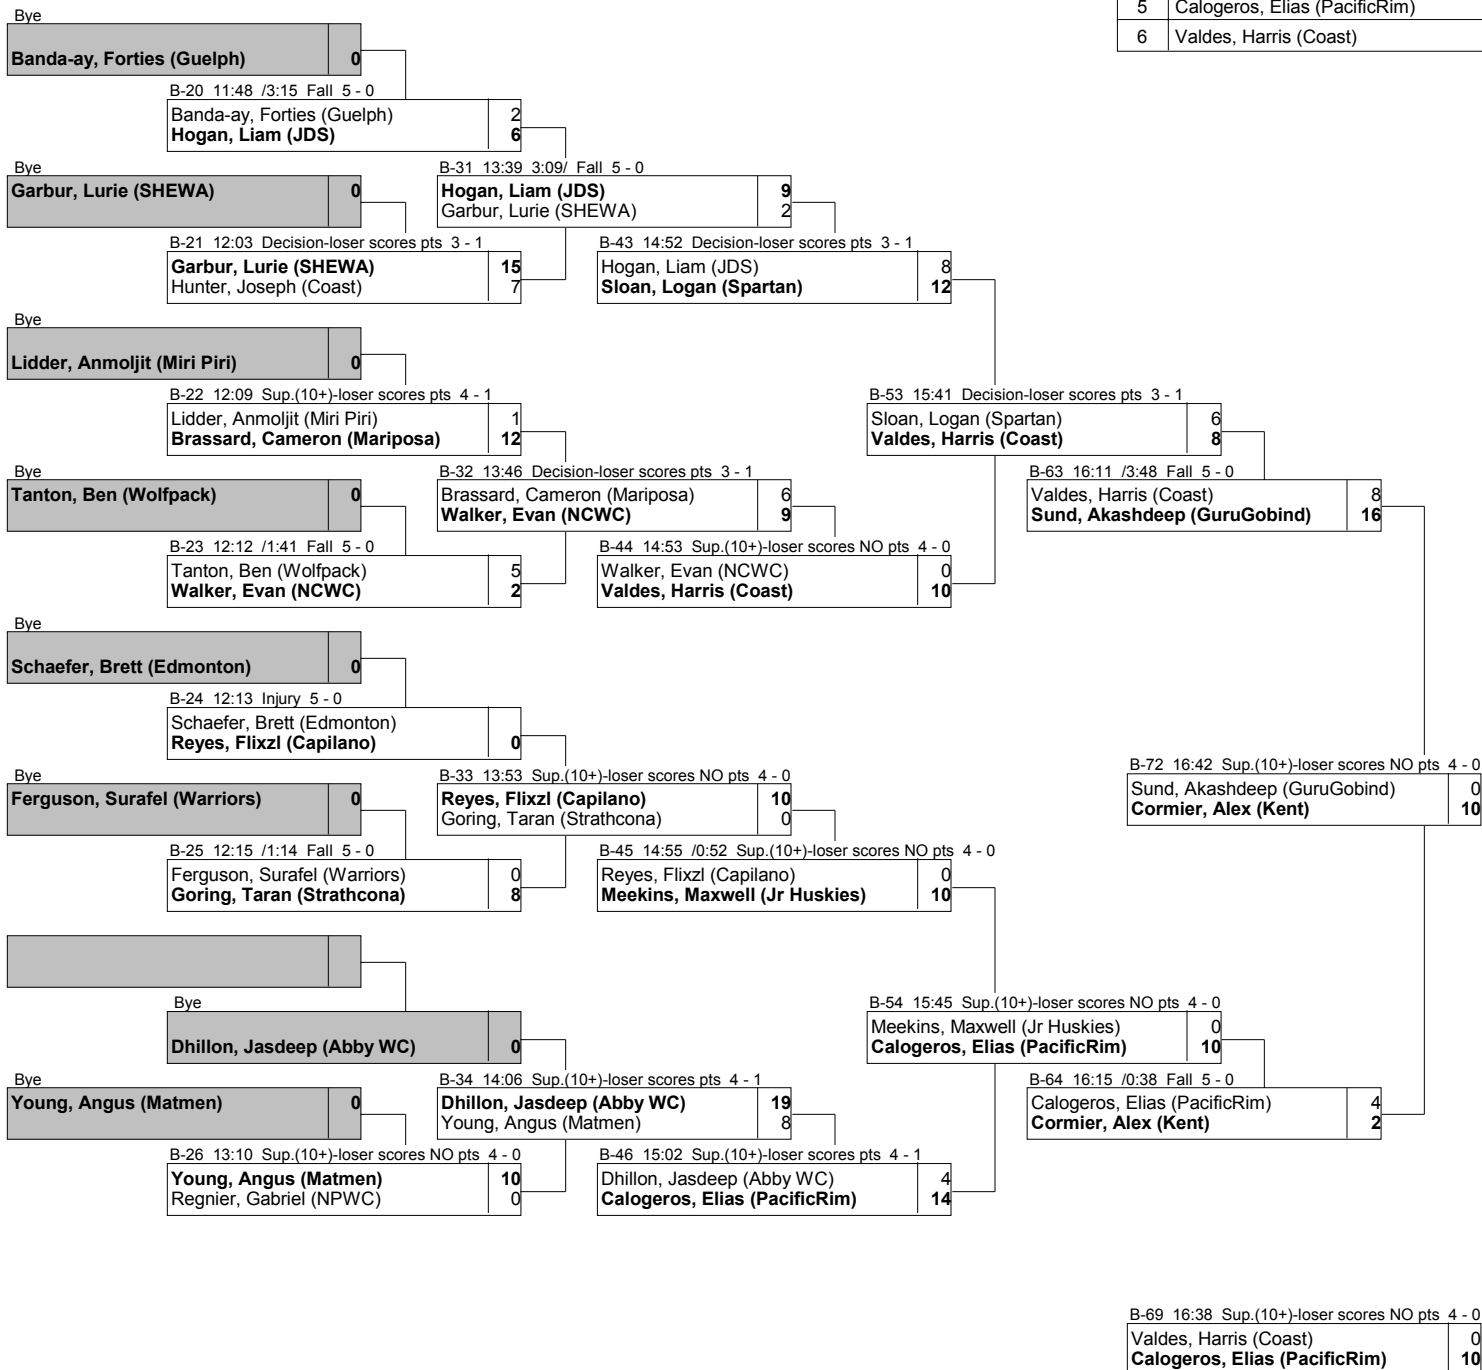 5 Calogeros, Elias (PacificRim)
6 Valdes, Harris (Coast)
Bye
Banda-ay, Forties (Guelph) 0
B-20 11:48 /3:15 Fall 5 - 0
Banda-ay, Forties (Guelph) 2
Hogan, Liam (JDS) 6
Bye
Garbur, Lurie (SHEWA) 0
B-31 13:39 3:09/ Fall 5 - 0
Hogan, Liam (JDS) 9
Garbur, Lurie (SHEWA) 2
B-21 12:03 Decision-loser scores pts 3 - 1
Garbur, Lurie (SHEWA) 15
Hunter, Joseph (Coast) 7
B-43 14:52 Decision-loser scores pts 3 - 1
Hogan, Liam (JDS) 8
Sloan, Logan (Spartan) 12
Bye
Lidder, Anmoljit (Miri Piri) 0
B-22 12:09 Sup.(10+)-loser scores pts 4 - 1
Lidder, Anmoljit (Miri Piri) 1
Brassard, Cameron (Mariposa) 12
B-53 15:41 Decision-loser scores pts 3 - 1
Sloan, Logan (Spartan) 6
Valdes, Harris (Coast) 8
Bye
Tanton, Ben (Wolfpack) 0
B-32 13:46 Decision-loser scores pts 3 - 1
Brassard, Cameron (Mariposa) 6
Walker, Evan (NCWC) 9
B-63 16:11 /3:48 Fall 5 - 0
Valdes, Harris (Coast) 8
Sund, Akashdeep (GuruGobind) 16
B-23 12:12 /1:41 Fall 5 - 0
Tanton, Ben (Wolfpack) 5
Walker, Evan (NCWC) 2
B-44 14:53 Sup.(10+)-loser scores NO pts 4 - 0
Walker, Evan (NCWC) 0
Valdes, Harris (Coast) 10
Bye
Schaefer, Brett (Edmonton) 0
B-24 12:13 Injury 5 - 0
Schaefer, Brett (Edmonton)
Reyes, Flixzl (Capilano) 0
Bye
Ferguson, Surafel (Warriors) 0
B-33 13:53 Sup.(10+)-loser scores NO pts 4 - 0
Reyes, Flixzl (Capilano) 10
Goring, Taran (Strathcona) 0
B-72 16:42 Sup.(10+)-loser scores NO pts 4 - 0
Sund, Akashdeep (GuruGobind) 0
Cormier, Alex (Kent) 10
B-25 12:15 /1:14 Fall 5 - 0
Ferguson, Surafel (Warriors) 0
Goring, Taran (Strathcona) 8
B-45 14:55 /0:52 Sup.(10+)-loser scores NO pts 4 - 0
Reyes, Flixzl (Capilano) 0
Meekins, Maxwell (Jr Huskies) 10
Bye
Dhillon, Jasdeep (Abby WC) 0
B-54 15:45 Sup.(10+)-loser scores NO pts 4 - 0
Meekins, Maxwell (Jr Huskies) 0
Calogeros, Elias (PacificRim) 10
Bye
Young, Angus (Matmen) 0
B-34 14:06 Sup.(10+)-loser scores pts 4 - 1
Dhillon, Jasdeep (Abby WC) 19
Young, Angus (Matmen) 8
B-64 16:15 /0:38 Fall 5 - 0
Calogeros, Elias (PacificRim) 4
Cormier, Alex (Kent) 2
B-26 13:10 Sup.(10+)-loser scores NO pts 4 - 0
Young, Angus (Matmen) 10
Regnier, Gabriel (NPWC) 0
B-46 15:02 Sup.(10+)-loser scores pts 4 - 1
Dhillon, Jasdeep (Abby WC) 4
Calogeros, Elias (PacificRim) 14
B-69 16:38 Sup.(10+)-loser scores NO pts 4 - 0
Valdes, Harris (Coast) 0
Calogeros, Elias (PacificRim) 10